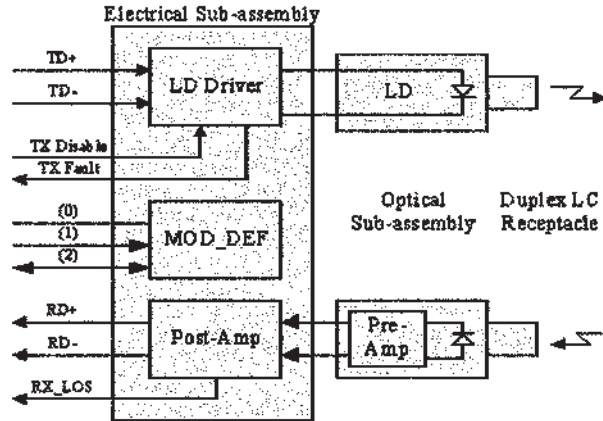 Electrical Sub-assembly
TD+
TD-
LD Driver
LD
TX Disable
TX Fault
(0)
(1)
(2)
MOD_DEF
Optical
Sub-assembly
Duplex LC
Receptacle
RD+
RD-
Post-Amp
Pre-
Amp
RX_LOS